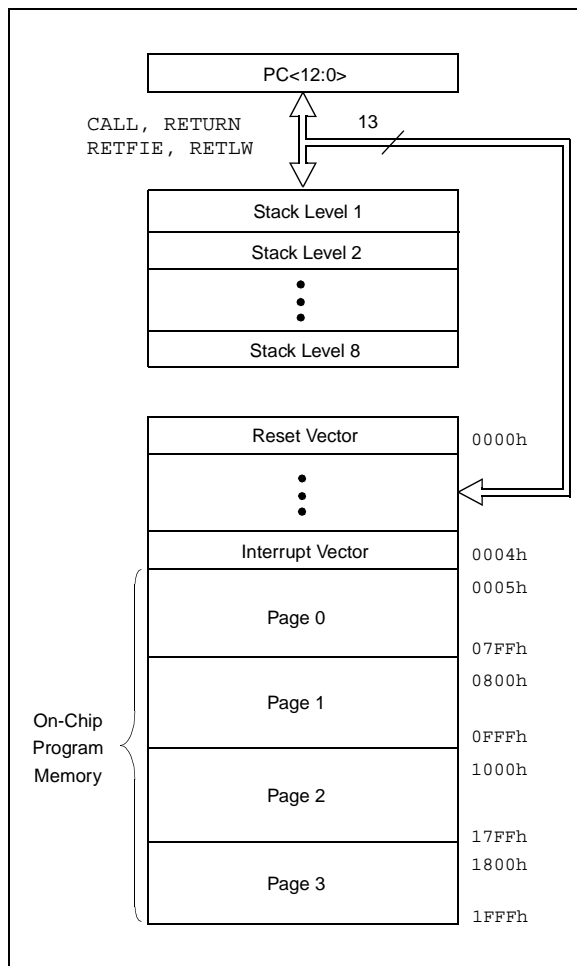 PC<12:0>
CALL, RETURN
RETFIE, RETLW
13
Stack Level 1
Stack Level 2
Stack Level 8
Reset Vector
0000h
Interrupt Vector
0004h
0005h
Page 0
07FFh
0800h
Page 1
0FFFh
On-Chip
Program
Memory
1000h
Page 2
17FFh
1800h
Page 3
1FFFh